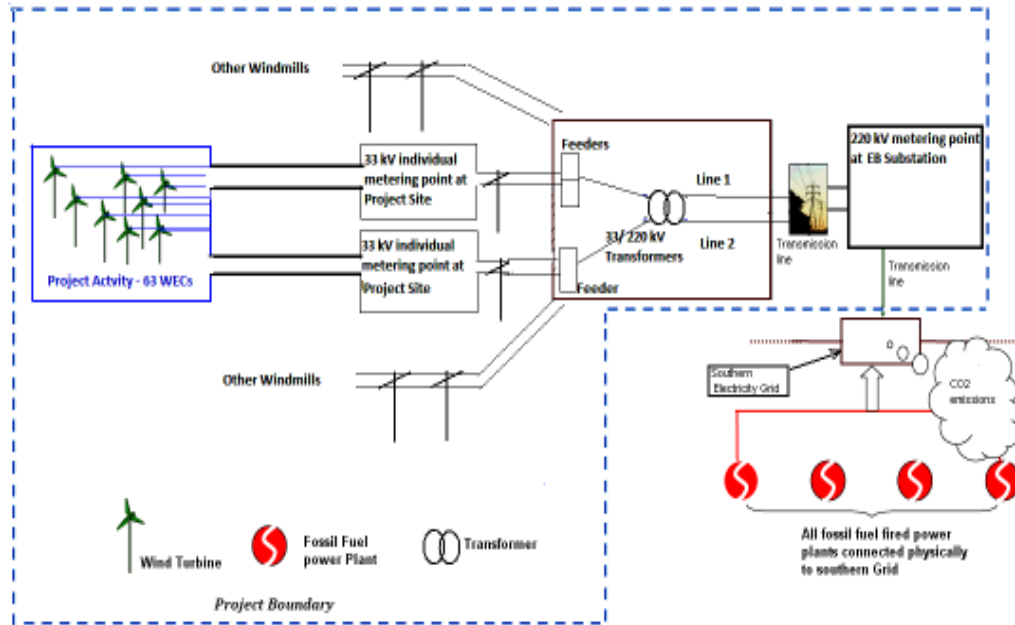 Other Windmills
33 kV individual
metering point at
Project Site
33 kV individual
metering point at
Project Site
Project Actvity - 63 WECs
Feeders
Line 1
33/ 220 kV
Transformers
Line 2
Feeder
Transmission
line
220 kV metering point
at EB Substation
Transmission
line
Other Windmills
Southern
Electricity Grid
CO2
emissions
All fossil fuel fired power
plants connected physically
to southern Grid
Wind Turbine
Fossil Fuel
power Plant
Transformer
Project Boundary